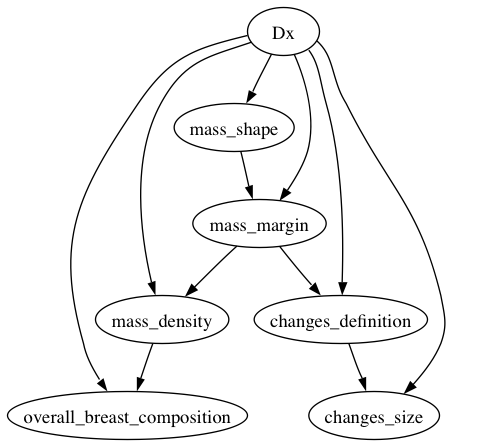 Dx
mass_shape
mass_margin
mass_density
changes_definition
overall_breast_composition
changes_size